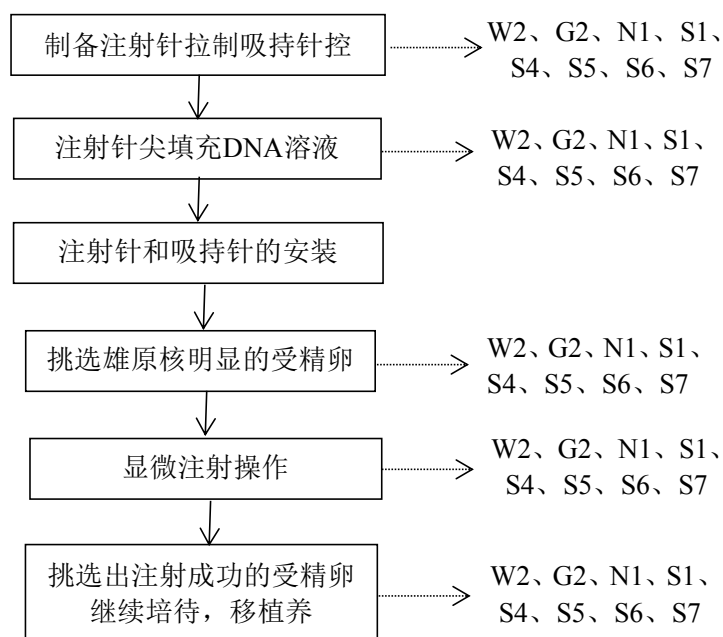 制备注射针拉制吸持针控
W2、G2、N1、S1、
S4、S5、S6、S7
注射针尖填充DNA溶液
W2、G2、N1、S1、
S4、S5、S6、S7
注射针和吸持针的安装
挑选雄原核明显的受精卵
W2、G2、N1、S1、
S4、S5、S6、S7
显微注射操作
W2、G2、N1、S1、
S4、S5、S6、S7
挑选出注射成功的受精卵
继续培待，移植养
W2、G2、N1、S1、
S4、S5、S6、S7